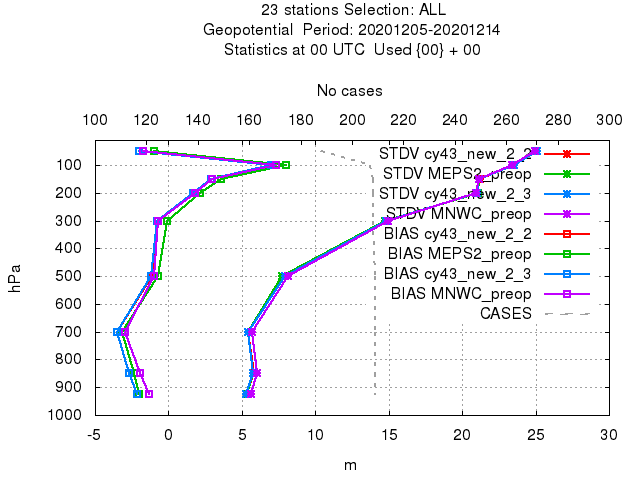 23 stations Selection: ALL
Geopotential  Period: 20201205-20201214
Statistics at 00 UTC  Used {00} + 00
No cases
100 120 140 160 180 200 220 240 260 280 300
STDV cy43_new_2_2
100 STDV MEPS2_preop
150 STDV cy43_new_2_3
200 STDV MNWC_preop
300 BIAS cy43_new_2_2
400 BIAS MEPS2_preop
500 BIAS cy43_new_2_3
600 BIAS MNWC_preop
CASES
700
800
900
1000
hPa
-5 0 5 10 15 20 25 30
m